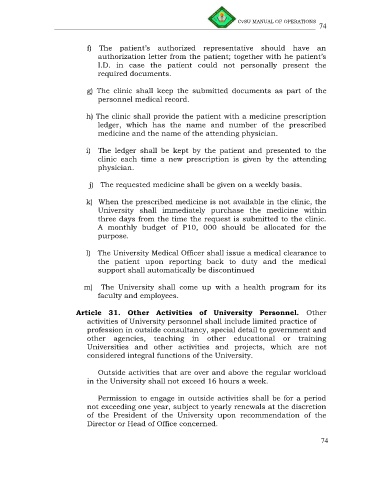 CvSU MANUAL OF OPERATIONS
74
f) The patient's authorized representative should have an
authorization letter from the patient; together with he patient's
I.D. in case the patient could not personally present the
required documents.
g) The clinic shall keep the submitted documents as part of the
personnel medical record.
h) The clinic shall provide the patient with a medicine prescription
ledger, which has the name and number of the prescribed
medicine and the name of the attending physician.
i) The ledger shall be kept by the patient and presented to the
clinic each time a new prescription is given by the attending
physician.
j) The requested medicine shall be given on a weekly basis.
k) When the prescribed medicine is not available in the clinic, the
University shall immediately purchase the medicine within
three days from the time the request is submitted to the clinic.
A monthly budget of P10, 000 should be allocated for the
purpose.
l) The University Medical Officer shall issue a medical clearance to
the patient upon reporting back to duty and the medical
support shall automatically be discontinued
m) The University shall come up with a health program for its
faculty and employees.
Article 31. Other Activities of University Personnel. Other
activities of University personnel shall include limited practice of
profession in outside consultancy, special detail to government and
other agencies, teaching in other educational or training
Universities and other activities and projects, which are not
considered integral functions of the University.
Outside activities that are over and above the regular workload
in the University shall not exceed 16 hours a week.
Permission to engage in outside activities shall be for a period
not exceeding one year, subject to yearly renewals at the discretion
of the President of the University upon recommendation of the
Director or Head of Office concerned.
74